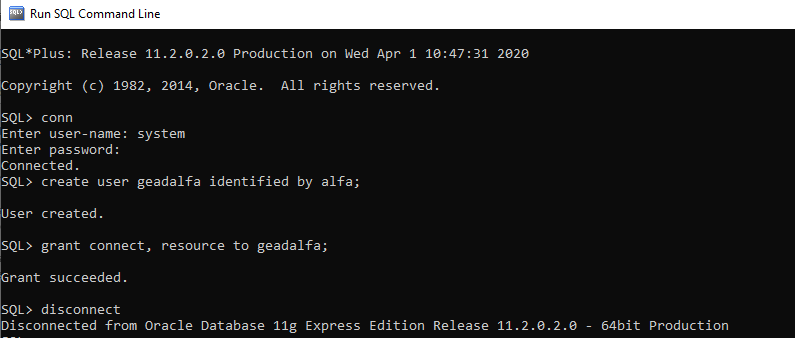 Run SQL Command Line
SQL*Plus: Release 11.2.0.2.0 Production on Wed Apr 1 10:47:31 2020
Copyright (c) 1982, 2014, Oracle.  All rights reserved.
SQL> conn
Enter user-name: system
Enter password:
Connected.
SQL> create user geadalfa identified by alfa;
User created.
SQL> grant connect, resource to geadalfa;
Grant succeeded.
SQL> disconnect
Disconnected from Oracle Database 11g Express Edition Release 11.2.0.2.0 - 64bit Production